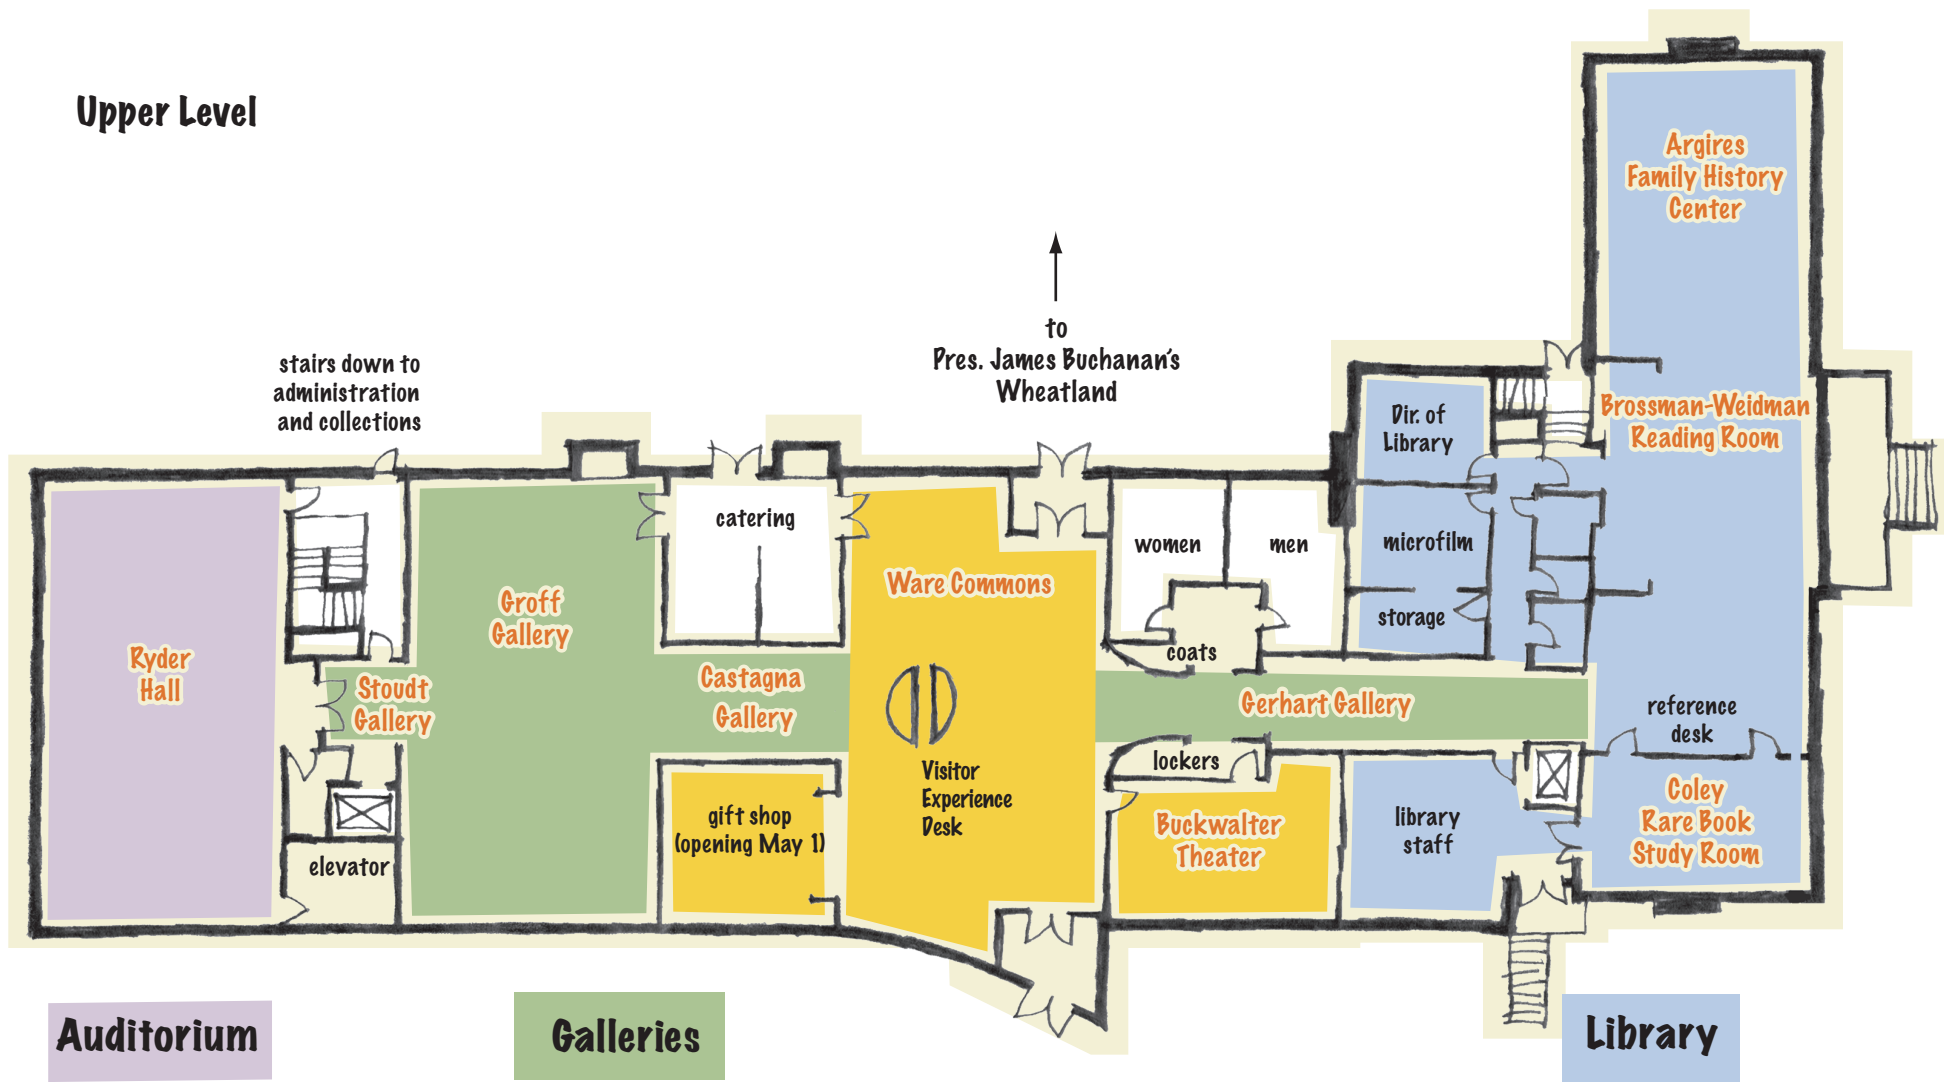 Upper Level
Argires
Family History
Center
to
Pres. James Buchanan's
Wheatland
stairs down to
administration
and collections
Brossman-Weidman
Reading Room
Dir. of
Library
catering
women
men
microfilm
Ware Commons
Groff
Gallery
storage
Ryder
Hall
coats
Stoudt
Gallery
Castagna
Gallery
Gerhart Gallery
reference
desk
lockers
Visitor
Experience
Desk
gift shop
(opening May 1)
Buckwalter
Theater
library
staff
Coley
Rare Book
Study Room
elevator
Auditorium
Galleries
Library